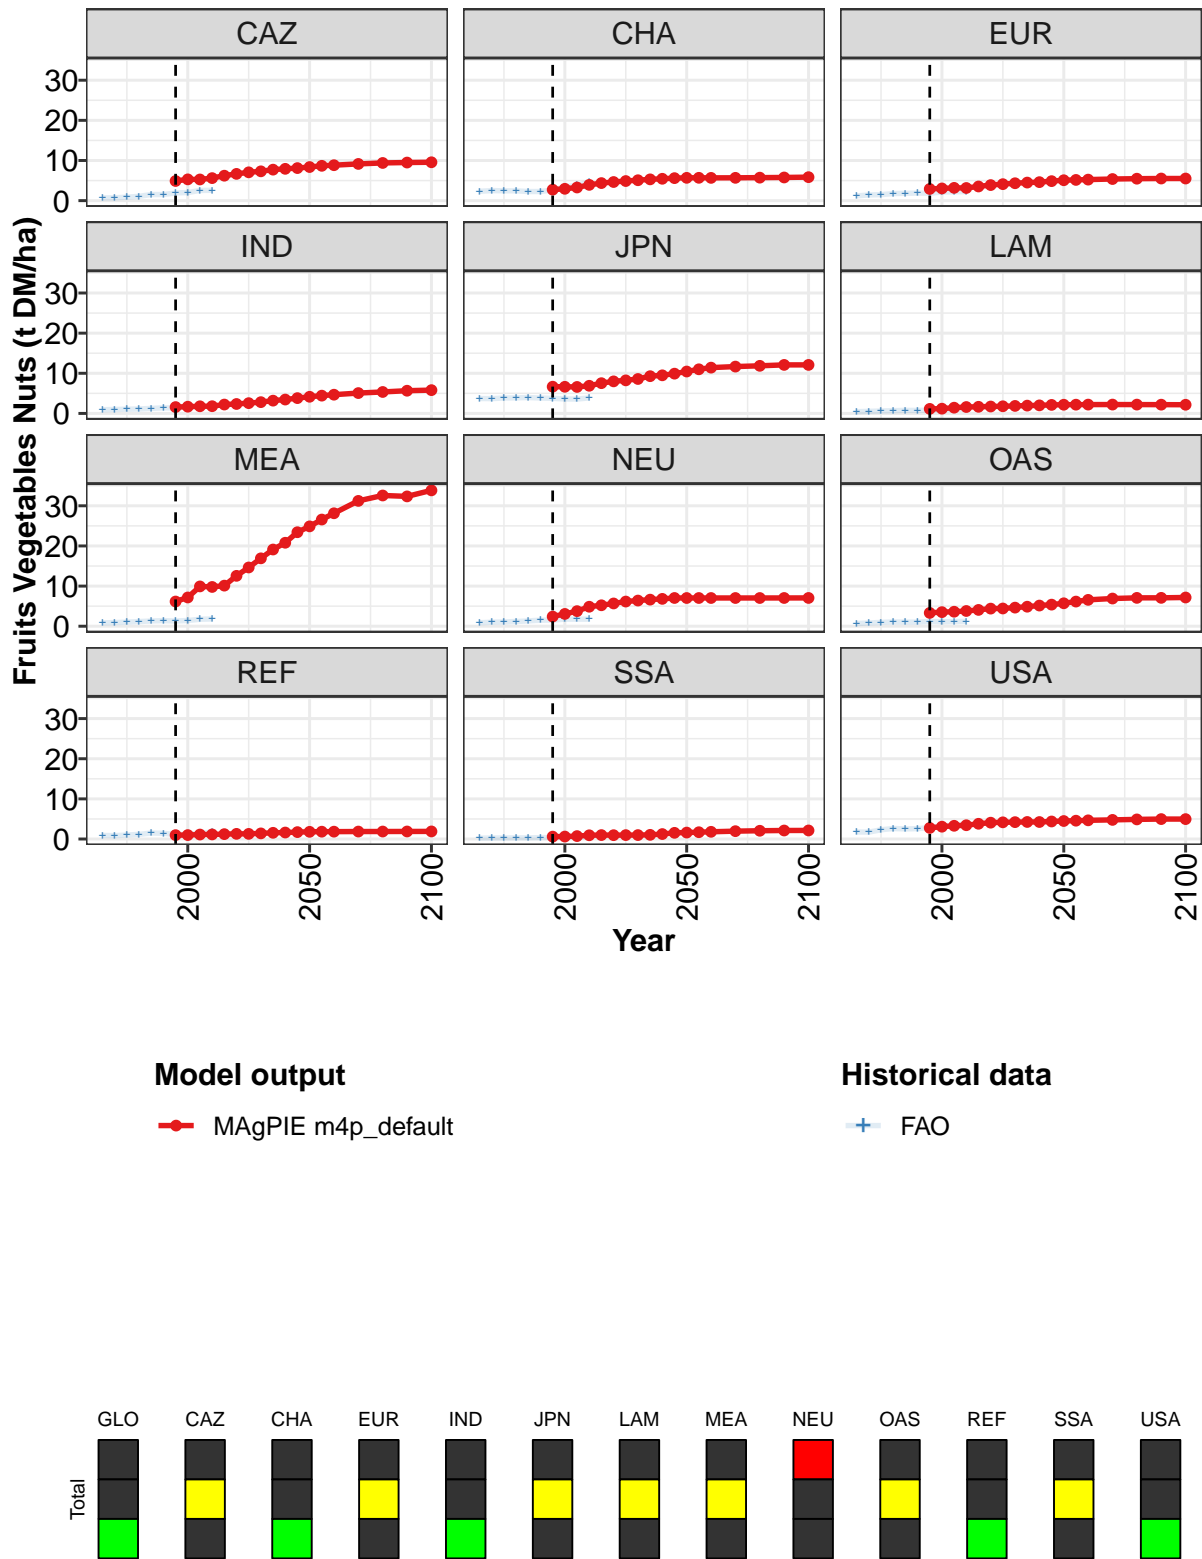 CAZ CHA EUR
30
20
10
0
IND JPN LAM
30
20
10
0
MEA NEU OAS
30
20
10
0
REF SSA USA
30
20
10
0
Fruits Vegetables Nuts (t DM/ha)
2000 2050 2100 2000 2050 2100 2000 2050 2100
Year
Model output Historical data
MAgPIE m4p_default FAO
GLO CAZ CHA EUR IND JPN LAM MEA NEU OAS REF SSA USA
Total